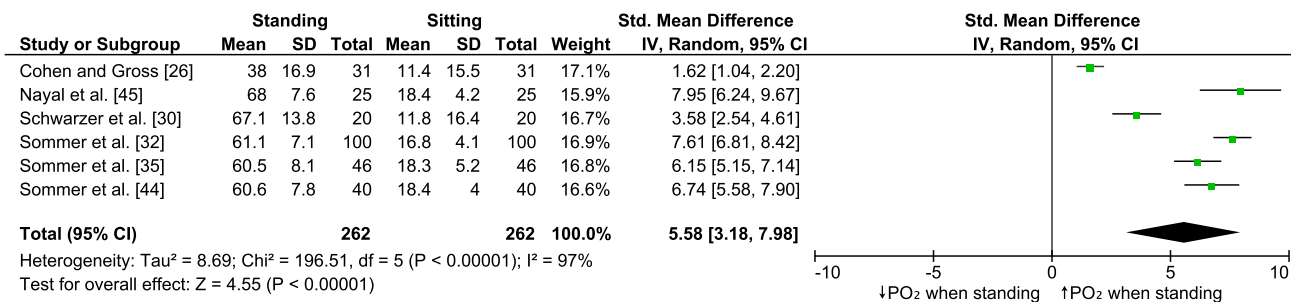 Standing Sitting Std. Mean Difference Std. Mean Difference
Study or Subgroup Mean SD Total Mean SD Total Weight IV, Random, 95% CI IV, Random, 95% CI
Cohen and Gross [26] 38 16.9 31 11.4 15.5 31 17.1% 1.62 [1.04, 2.20]
Nayal et al. [45] 68 7.6 25 18.4 4.2 25 15.9% 7.95 [6.24, 9.67]
Schwarzer et al. [30] 67.1 13.8 20 11.8 16.4 20 16.7% 3.58 [2.54, 4.61]
Sommer et al. [32] 61.1 7.1 100 16.8 4.1 100 16.9% 7.61 [6.81, 8.42]
Sommer et al. [35] 60.5 8.1 46 18.3 5.2 46 16.8% 6.15 [5.15, 7.14]
Sommer et al. [44] 60.6 7.8 40 18.4 4 40 16.6% 6.74 [5.58, 7.90]
Total (95% CI) 262 262 100.0% 5.58 [3.18, 7.98]
Heterogeneity: Tau² = 8.69; Chi² = 196.51, df = 5 (P < 0.00001); I² = 97%
Test for overall effect: Z = 4.55 (P < 0.00001)
-10 -5 0 5 10
↓PO₂ when standing ↑PO₂ when standing